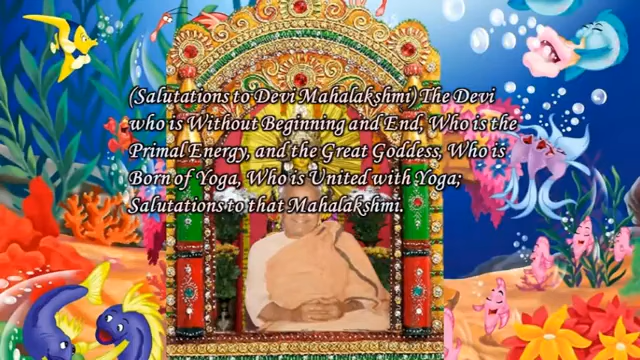 (Salutations to Devi Mahalakshmi) The Devi
who is Without Beginning and End, Who is the
Primal Energy, and the Great Goddess, Who is
Born of Yoga, Who is United with Yoga;
Salutations to that Mahalakshmi.